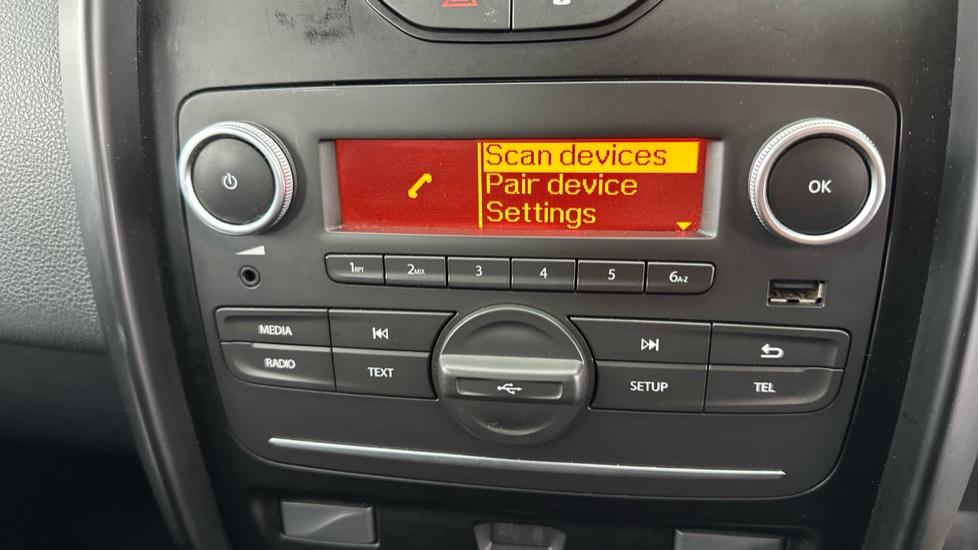 Scan devices
Pair device
Settings
OK
1RPT 2MIX 3 4 5 6A-Z
MEDIA
RADIO TEXT SETUP TEL